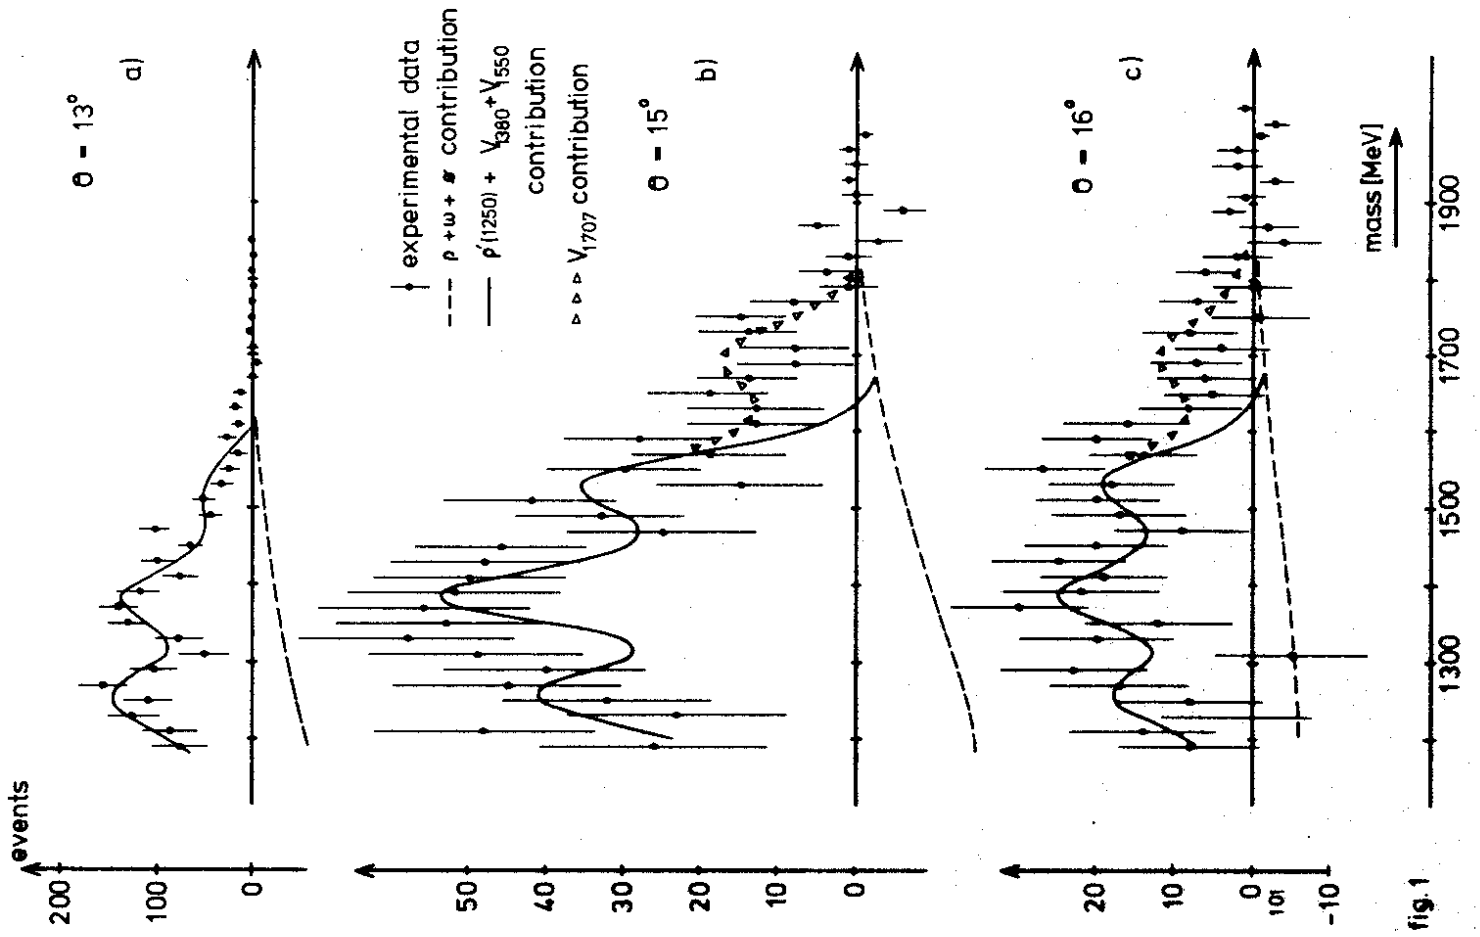 events
200
100
0
θ = 13°
a)
experimental data
ρ + ω + ø contribution
ρ'(1250) + V1380 + V1550
contribution
V1707 contribution
50
40
30
20
10
0
θ = 15°
b)
20
10
0
101
-10
θ = 16°
c)
mass [MeV]
1300
1500
1700
1900
fig. 1